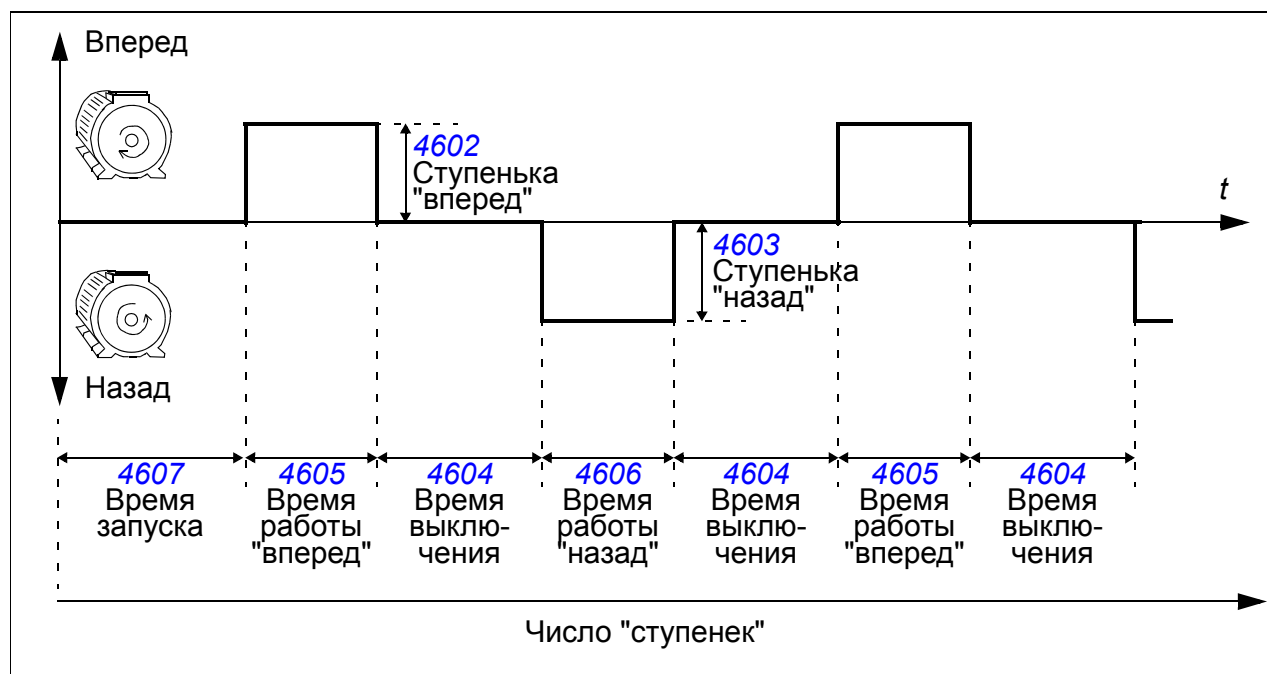 Вперед
4602
Ступенька
"вперед"
t
4603
Ступенька
"назад"
Назад
4607
Время
запуска
4605
Время
работы
"вперед"
4604
Время
выклю-
чения
4606
Время
работы
"назад"
4604
Время
выклю-
чения
4605
Время
работы
"вперед"
4604
Время
выклю-
чения
Число "ступенек"